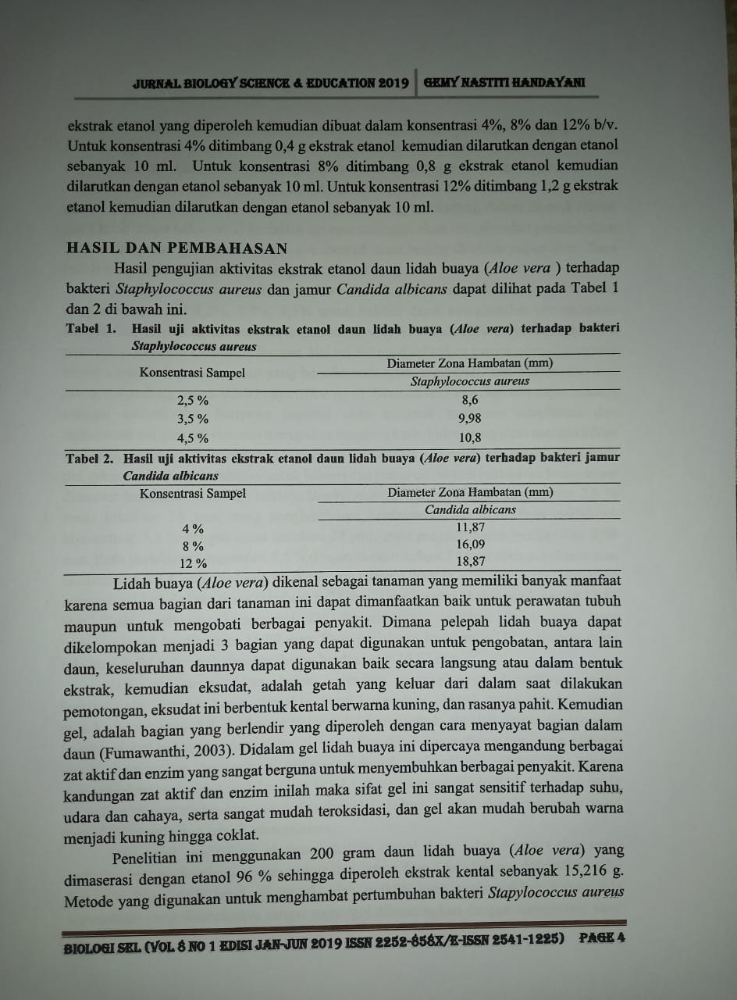 JURNAL BIOLOGY SCIENCE & EDUCATION 2019 GEMY NASTITI HANDAYANI
ekstrak etanol yang diperoleh kemudian dibuat dalam konsentrasi 4%, 8% dan 12% b/v.
Untuk konsentrasi 4% ditimbang 0,4 g ekstrak etanol kemudian dilarutkan dengan etanol
sebanyak 10 ml. Untuk konsentrasi 8% ditimbang 0,8 g ekstrak etanol kemudian
dilarutkan dengan etanol sebanyak 10 ml. Untuk konsentrasi 12% ditimbang 1,2 g ekstrak
etanol kemudian dilarutkan dengan etanol sebanyak 10 ml.
HASIL DAN PEMBAHASAN
Hasil pengujian aktivitas ekstrak etanol daun lidah buaya (Aloe vera ) terhadap
bakteri Staphylococcus aureus dan jamur Candida albicans dapat dilihat pada Tabel 1
dan 2 di bawah ini.
Tabel 1. Hasil uji aktivitas ekstrak etanol daun lidah buaya (Aloe vera) terhadap bakteri
Staphylococcus aureus
Konsentrasi Sampel Diameter Zona Hambatan (mm)
Staphylococcus aureus
2,5 % 8,6
3,5 % 9,98
4,5 % 10,8
Tabel 2. Hasil uji aktivitas ekstrak etanol daun lidah buaya (Aloe vera) terhadap bakteri jamur
Candida albicans
Konsentrasi Sampel Diameter Zona Hambatan (mm)
Candida albicans
4 % 11,87
8 % 16,09
12 % 18,87
Lidah buaya (Aloe vera) dikenal sebagai tanaman yang memiliki banyak manfaat
karena semua bagian dari tanaman ini dapat dimanfaatkan baik untuk perawatan tubuh
maupun untuk mengobati berbagai penyakit. Dimana pelepah lidah buaya dapat
dikelompokan menjadi 3 bagian yang dapat digunakan untuk pengobatan, antara lain
daun, keseluruhan daunnya dapat digunakan baik secara langsung atau dalam bentuk
ekstrak, kemudian eksudat, adalah getah yang keluar dari dalam saat dilakukan
pemotongan, eksudat ini berbentuk kental berwarna kuning, dan rasanya pahit. Kemudian
gel, adalah bagian yang berlendir yang diperoleh dengan cara menyayat bagian dalam
daun (Fumawanthi, 2003). Didalam gel lidah buaya ini dipercaya mengandung berbagai
zat aktif dan enzim yang sangat berguna untuk menyembuhkan berbagai penyakit. Karena
kandungan zat aktif dan enzim inilah maka sifat gel ini sangat sensitif terhadap suhu,
udara dan cahaya, serta sangat mudah teroksidasi, dan gel akan mudah berubah warna
menjadi kuning hingga coklat.
Penelitian ini menggunakan 200 gram daun lidah buaya (Aloe vera) yang
dimaserasi dengan etanol 96 % sehingga diperoleh ekstrak kental sebanyak 15,216 g.
Metode yang digunakan untuk menghambat pertumbuhan bakteri Stapylococcus aureus
BIOLOGI SEL (VOL 8 NO 1 EDISI JAN-JUN 2019 ISSN 2252-858X/E-ISSN 2541-1225) PAGE 4